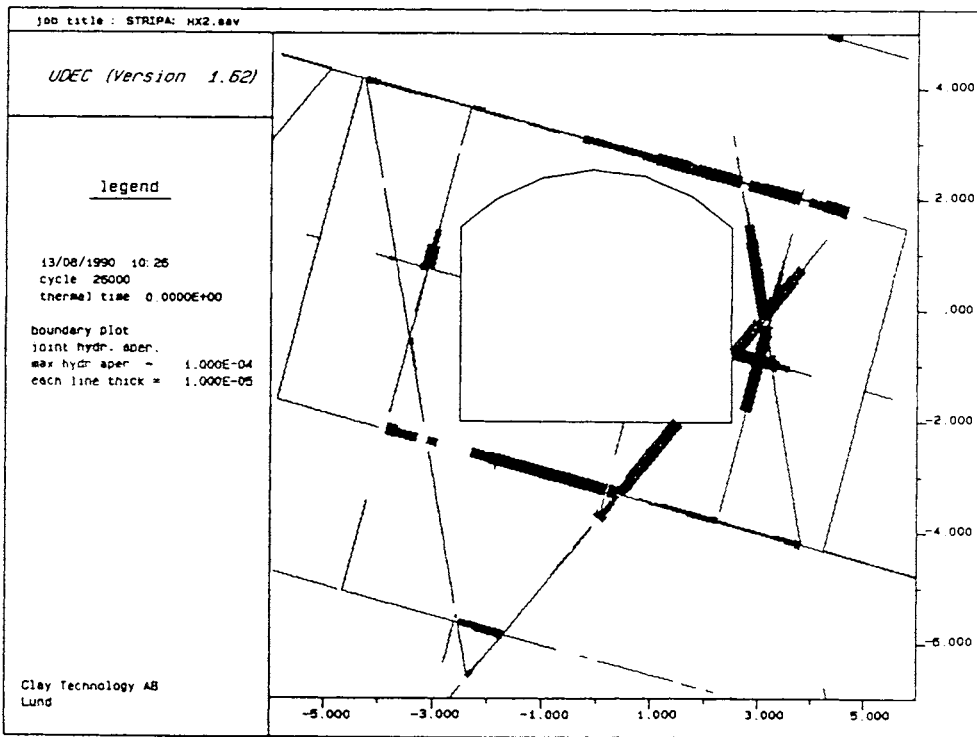 job title : STRIPA: HX2.sav
UDEC (Version 1.62)
legend
13/08/1990 10:26
cycle 26000
thermal time 0.0000E+00
boundary plot
joint hydr. aper.
max hydr aper = 1.000E-04
each line thick = 1.000E-05
Clay Technology AB
Lund
4.000
2.000
.000
-2.000
-4.000
-6.000
-5.000 -3.000 -1.000 1.000 3.000 5.000